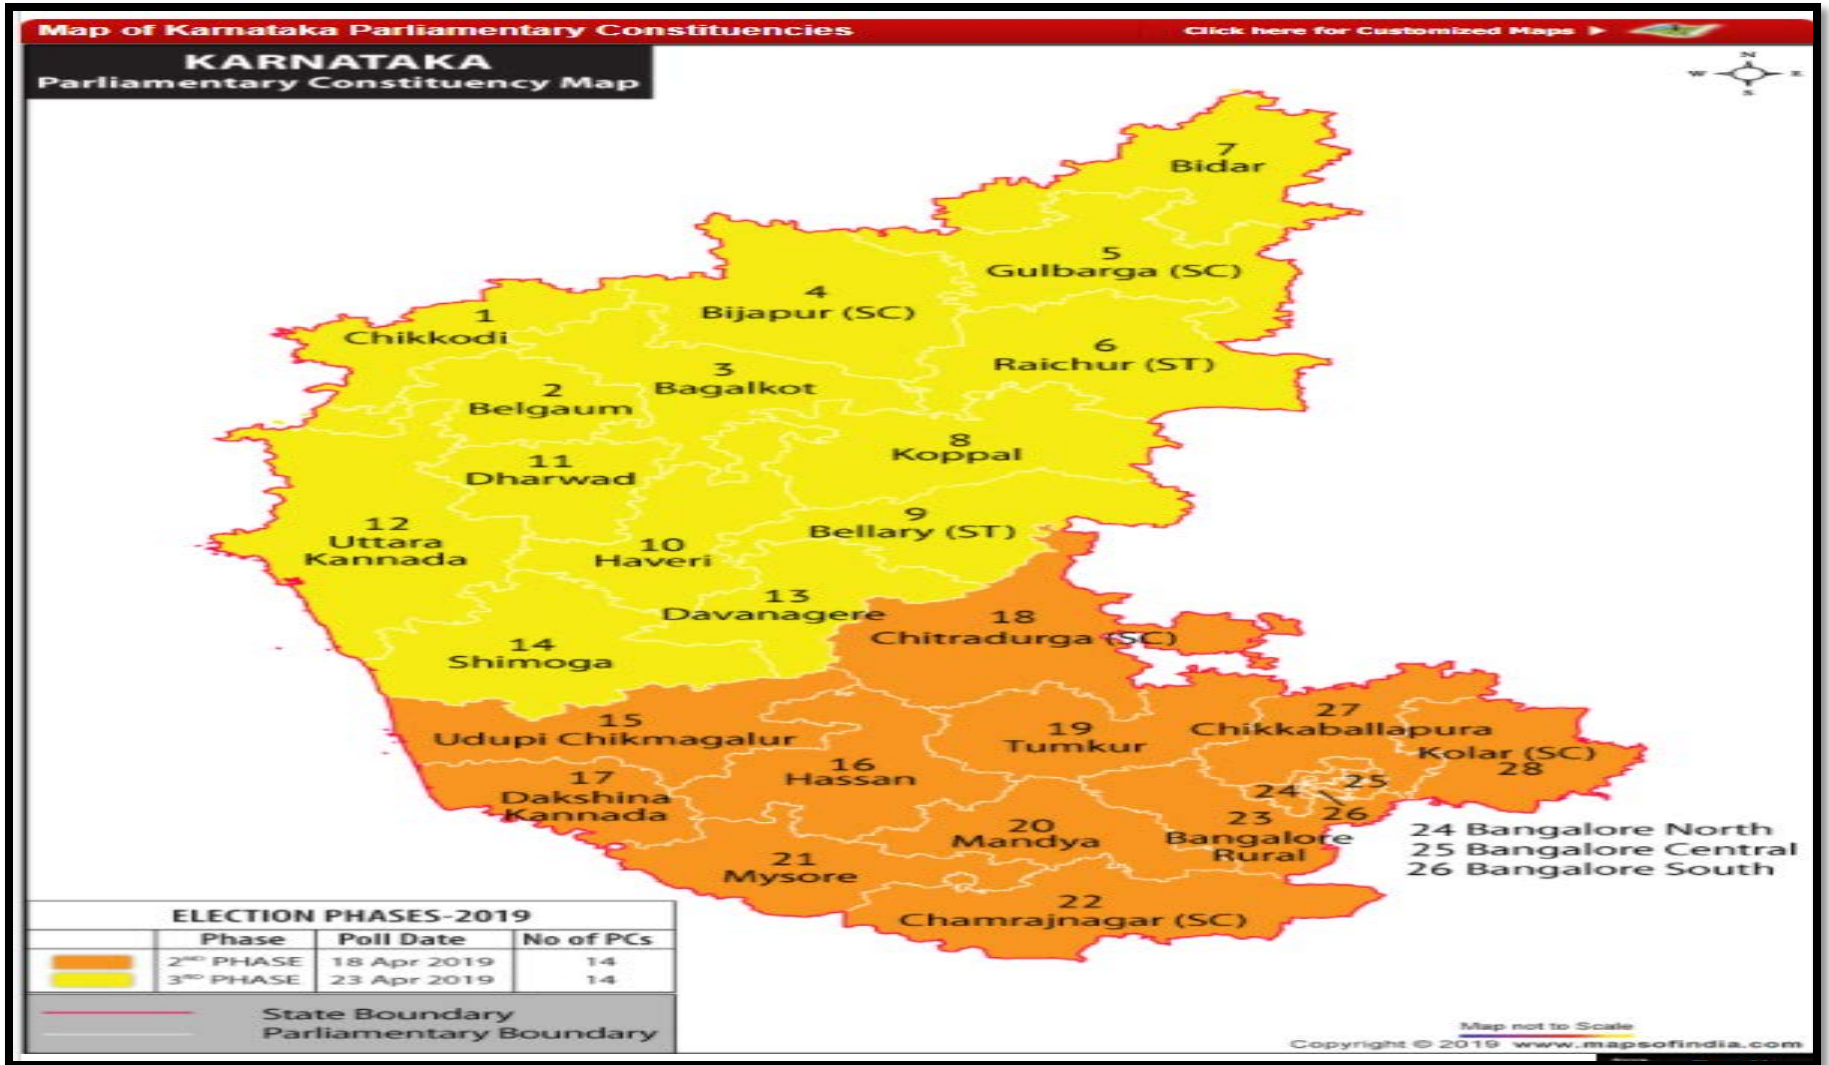 Map of Karnataka Parliamentary Constituencies
Click here for Customized Maps
KARNATAKA
Parliamentary Constituency Map
N
W E
S
7
Bidar
5
Gulbarga (SC)
4
Bijapur (SC)
1
Chikkodi
6
Raichur (ST)
3
Bagalkot
2
Belgaum
8
Koppal
11
Dharwad
9
Bellary (ST)
12
Uttara
Kannada
10
Haveri
13
Davanagere
18
Chitradurga (SC)
14
Shimoga
15
Udupi Chikmagalur
19
Tumkur
27
Chikkaballapura
Kolar (SC)
28
16
Hassan
17
Dakshina
Kannada
24
25
26
23
Bangalore
Rural
20
Mandya
21
Mysore
22
Chamrajnagar (SC)
24 Bangalore North
25 Bangalore Central
26 Bangalore South
ELECTION PHASES-2019
Phase Poll Date No of PCs
2ND PHASE 18 Apr 2019 14
3RD PHASE 23 Apr 2019 14
State Boundary
Parliamentary Boundary
Map not to Scale
Copyright © 2019 www.mapsofindia.com